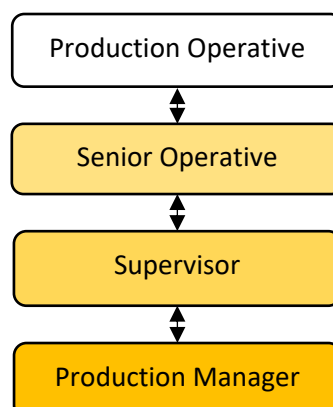 Production Operative
Senior Operative
Supervisor
Production Manager